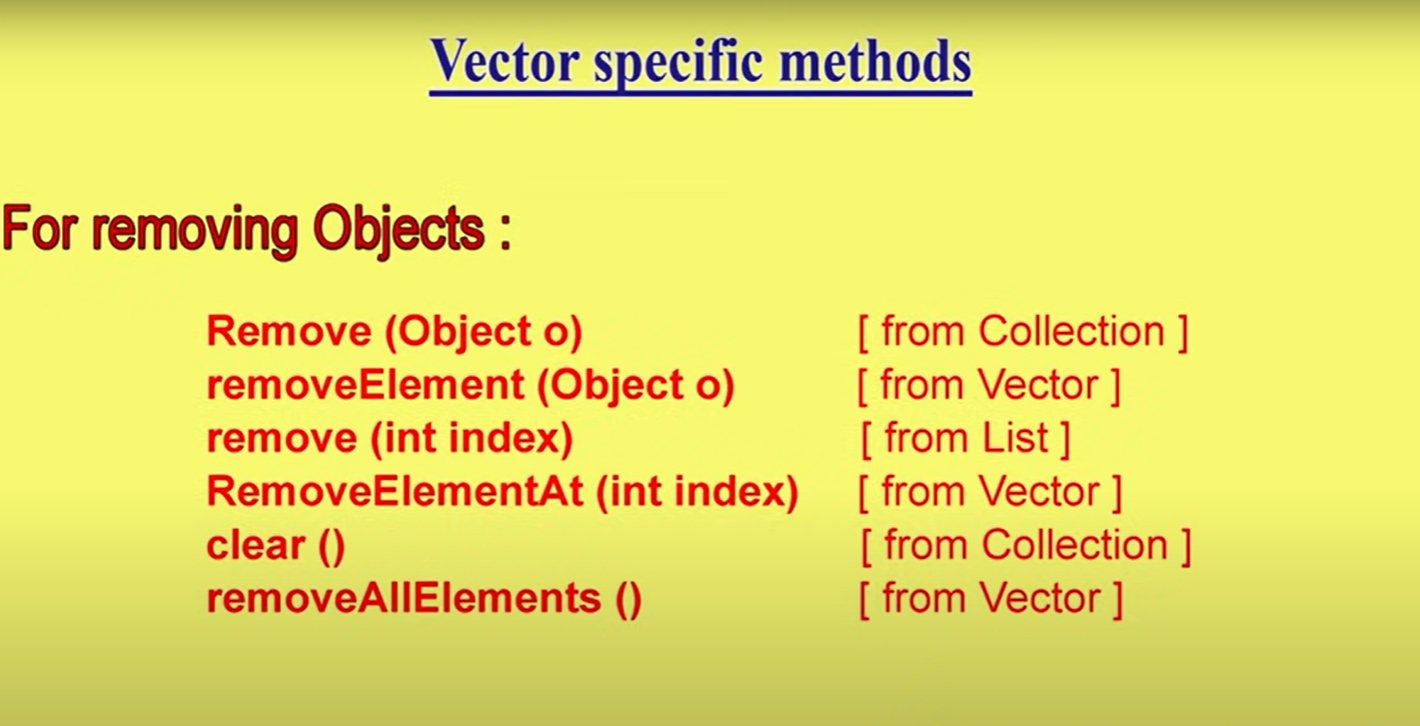 Vector specific methods
For removing Objects :
Remove (Object o) [ from Collection ]
removeElement (Object o) [ from Vector ]
remove (int index) [ from List ]
RemoveElementAt (int index) [ from Vector ]
clear () [ from Collection ]
removeAllElements () [ from Vector ]